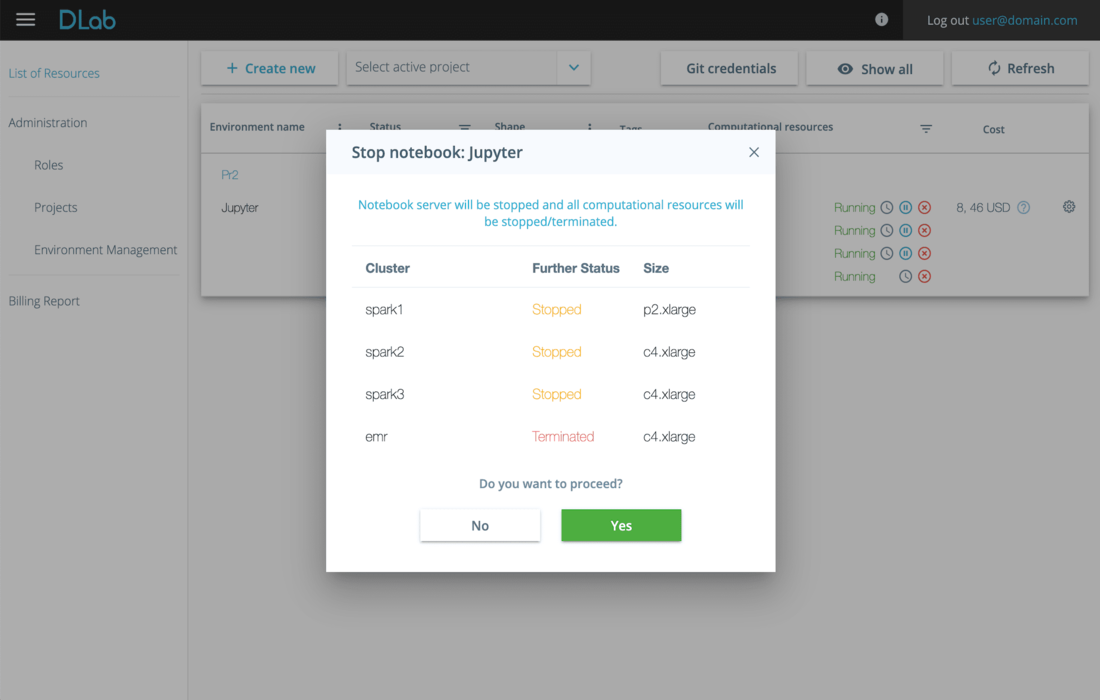 DLab
Log out user@domain.com
List of Resources
Administration
Roles
Projects
Environment Management
Billing Report
+ Create new
Select active project
Git credentials
Show all
Refresh
Environment name
Status
Shape
Tags
Computational resources
Cost
Pr2
Jupyter
Running
8, 46 USD
Running
Running
Running
Stop notebook: Jupyter
Notebook server will be stopped and all computational resources will
be stopped/terminated.
Cluster Further Status Size
spark1 Stopped p2.xlarge
spark2 Stopped c4.xlarge
spark3 Stopped c4.xlarge
emr Terminated c4.xlarge
Do you want to proceed?
No
Yes